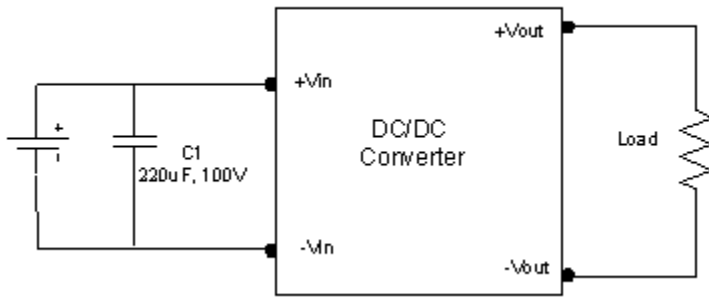 +Vout
+Vin
+
-
DC/DC
Converter
C1
220uF, 100V
Load
-Vin
-Vout